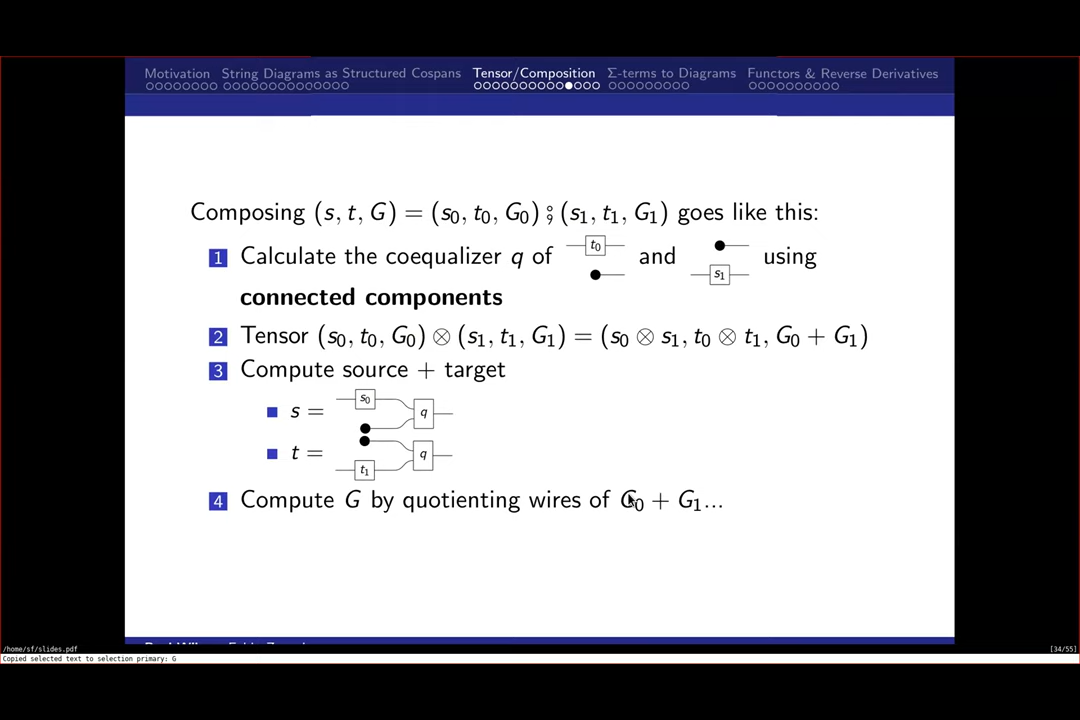 Motivation String Diagrams as Structured Cospans Tensor/Composition Σ-terms to Diagrams Functors & Reverse Derivatives
Composing (s, t, G) = (s₀, t₀, G₀) ⨾ (s₁, t₁, G₁) goes like this:
1 Calculate the coequalizer q of t₀ and s₁ using
connected components
2 Tensor (s₀, t₀, G₀) ⊗ (s₁, t₁, G₁) = (s₀ ⊗ s₁, t₀ ⊗ t₁, G₀ + G₁)
3 Compute source + target
s = s₀ q
t = t₁ q
4 Compute G by quotienting wires of G₀ + G₁...
/home/sf/slides.pdf [34/55]
Copied selected text to selection primary: G